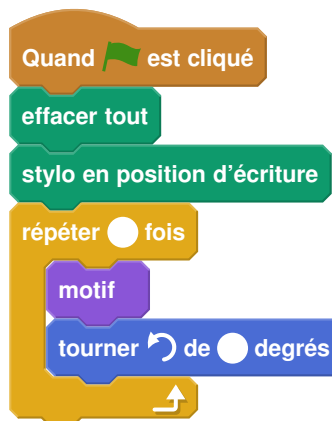 Quand est cliqué
effacer tout
stylo en position d'écriture
répéter fois
motif
tourner de degrés